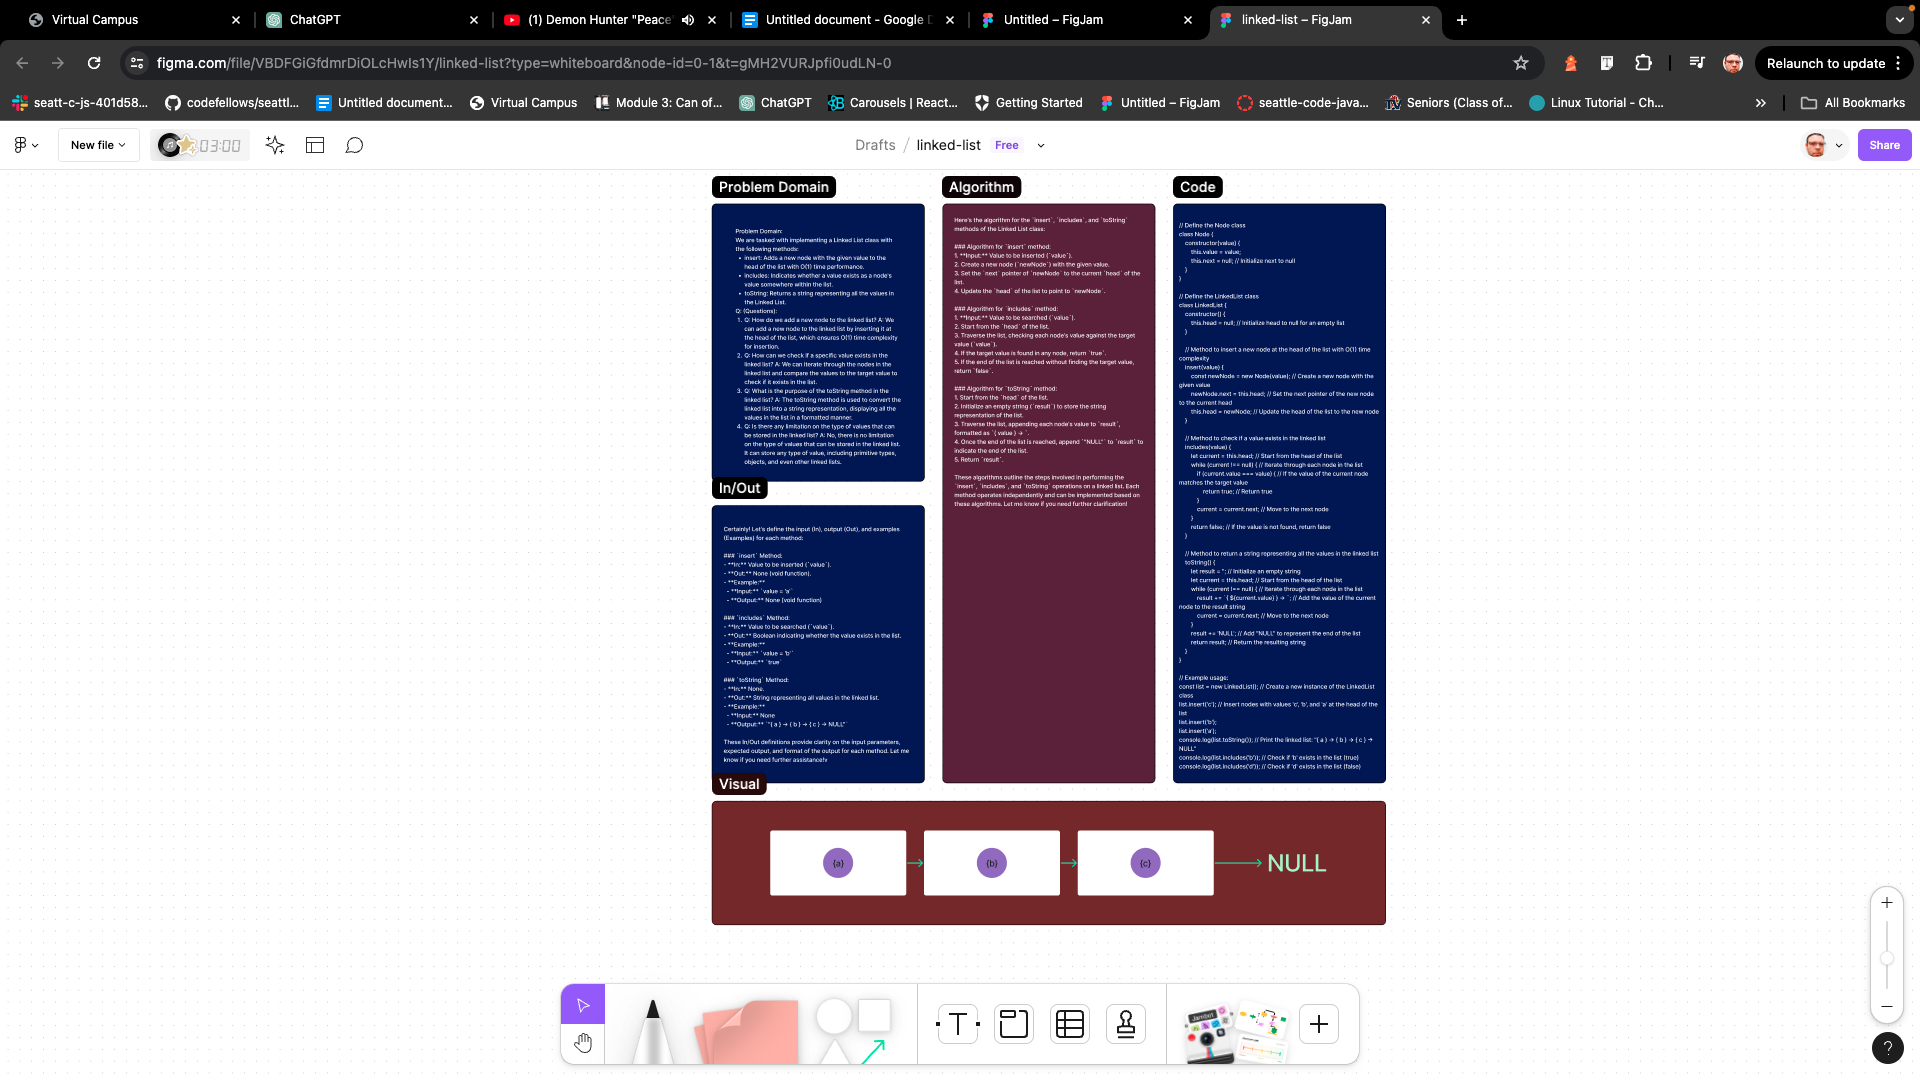 Virtual Campus
ChatGPT
(1) Demon Hunter "Peace"
Untitled document - Google D
Untitled – FigJam
linked-list – FigJam
figma.com/file/VBDFGiGfdmrDiOLcHwIs1Y/linked-list?type=whiteboard&node-id=0-1&t=gMH2VURJpfi0udLN-0
Relaunch to update
seatt-c-js-401d58...
codefellows/seattl...
Untitled document...
Virtual Campus
Module 3: Can of...
ChatGPT
Carousels | React...
Getting Started
Untitled – FigJam
seattle-code-java...
Seniors (Class of...
Linux Tutorial - Ch...
All Bookmarks
New file
03:00
Drafts / linked-list
Free
Share
Problem Domain
Problem Domain:
We are tasked with implementing a Linked List class with
the following methods:
• insert: Adds a new node with the given value to the
head of the list with O(1) time performance.
• includes: Indicates whether a value exists as a node's
value somewhere within the list.
• toString: Returns a string representing all the values in
the Linked List.
Q: (Questions):
1. Q: How do we add a new node to the linked list? A: We
can add a new node to the linked list by inserting it at
the head of the list, which ensures O(1) time complexity
for insertion.
2. Q: How can we check if a specific value exists in the
linked list? A: We can iterate through the nodes in the
linked list and compare the values to the target value to
check if it exists in the list.
3. Q: What is the purpose of the toString method in the
linked list? A: The toString method is used to convert the
linked list into a string representation, displaying all the
values in the list in a formatted manner.
4. Q: Is there any limitation on the type of values that can
be stored in the linked list? A: No, there is no limitation
on the type of values that can be stored in the linked list.
It can store any type of value, including primitive types,
objects, and even other linked lists.
In/Out
Certainly! Let's define the input (In), output (Out), and examples
(Examples) for each method:
### `insert` Method:
- **In:** Value to be inserted (`value`).
- **Out:** None (void function).
- **Example:**
- **Input:** `value = 'a'`
- **Output:** None (void function)
### `includes` Method:
- **In:** Value to be searched (`value`).
- **Out:** Boolean indicating whether the value exists in the list.
- **Example:**
- **Input:** `value = 'b'`
- **Output:** `true`
### `toString` Method:
- **In:** None.
- **Out:** String representing all values in the linked list.
- **Example:**
- **Input:** None
- **Output:** `"{ a } -> { b } -> { c } -> NULL"`
These In/Out definitions provide clarity on the input parameters,
expected output, and format of the output for each method. Let me
know if you need further assistance!v
Algorithm
Here's the algorithm for the `insert`, `includes`, and `toString`
methods of the Linked List class:
### Algorithm for `insert` method:
1. **Input:** Value to be inserted (`value`).
2. Create a new node (`newNode`) with the given value.
3. Set the `next` pointer of `newNode` to the current `head` of the
list.
4. Update the `head` of the list to point to `newNode`.
### Algorithm for `includes` method:
1. **Input:** Value to be searched (`value`).
2. Start from the `head` of the list.
3. Traverse the list, checking each node's value against the target
value (`value`).
4. If the target value is found in any node, return `true`.
5. If the end of the list is reached without finding the target value,
return `false`.
### Algorithm for `toString` method:
1. Start from the `head` of the list.
2. Initialize an empty string (`result`) to store the string
representation of the list.
3. Traverse the list, appending each node's value to `result`,
formatted as `{ value } -> `.
4. Once the end of the list is reached, append `"NULL"` to `result` to
indicate the end of the list.
5. Return `result`.
These algorithms outline the steps involved in performing the
`insert`, `includes`, and `toString` operations on a linked list. Each
method operates independently and can be implemented based on
these algorithms. Let me know if you need further clarification!
Code
// Define the Node class
class Node {
constructor(value) {
this.value = value;
this.next = null; // Initialize next to null
}
}
// Define the LinkedList class
class LinkedList {
constructor() {
this.head = null; // Initialize head to null for an empty list
}
// Method to insert a new node at the head of the list with O(1) time
complexity
insert(value) {
const newNode = new Node(value); // Create a new node with the
given value
newNode.next = this.head; // Set the next pointer of the new node
to the current head
this.head = newNode; // Update the head of the list to the new node
}
// Method to check if a value exists in the linked list
includes(value) {
let current = this.head; // Start from the head of the list
while (current !== null) { // Iterate through each node in the list
if (current.value === value) { // If the value of the current node
matches the target value
return true; // Return true
}
current = current.next; // Move to the next node
}
return false; // If the value is not found, return false
}
// Method to return a string representing all the values in the linked list
toString() {
let result = ''; // Initialize an empty string
let current = this.head; // Start from the head of the list
while (current !== null) { // Iterate through each node in the list
result += `{ ${current.value} } -> `; // Add the value of the current
node to the result string
current = current.next; // Move to the next node
}
result += 'NULL'; // Add "NULL" to represent the end of the list
return result; // Return the resulting string
}
}
// Example usage:
const list = new LinkedList(); // Create a new instance of the LinkedList
class
list.insert('c'); // Insert nodes with values 'c', 'b', and 'a' at the head of the
list
list.insert('b');
list.insert('a');
console.log(list.toString()); // Print the linked list: "{ a } -> { b } -> { c } ->
NULL"
console.log(list.includes('b')); // Check if 'b' exists in the list (true)
console.log(list.includes('d')); // Check if 'd' exists in the list (false)
Visual
{a}
{b}
{c}
NULL
T
Jambot
?